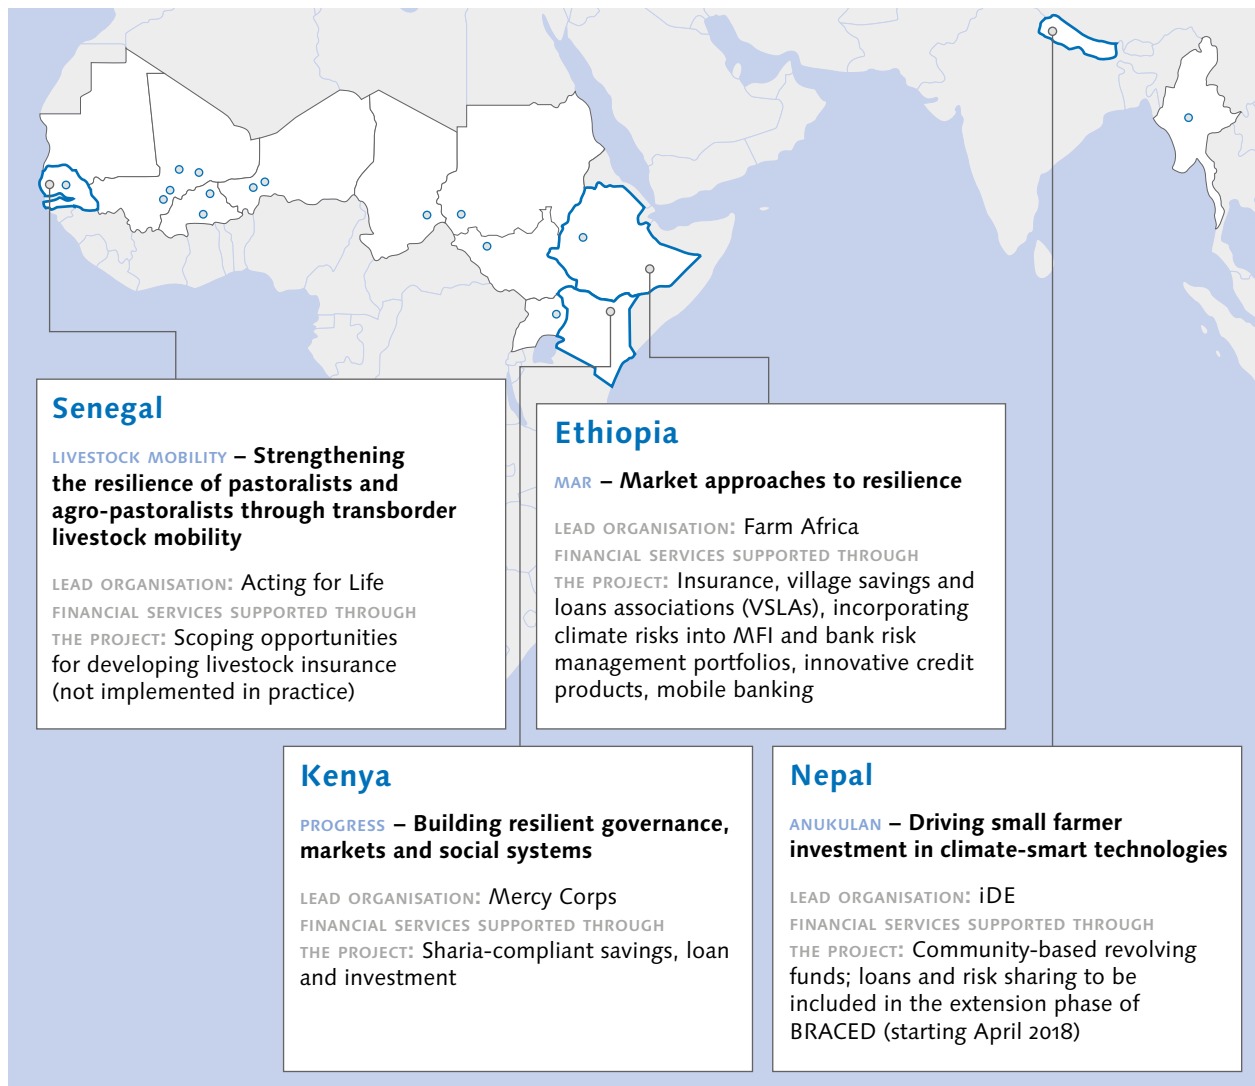 Senegal
LIVESTOCK MOBILITY – Strengthening
the resilience of pastoralists and
agro-pastoralists through transborder
livestock mobility
LEAD ORGANISATION: Acting for Life
FINANCIAL SERVICES SUPPORTED THROUGH
THE PROJECT: Scoping opportunities
for developing livestock insurance
(not implemented in practice)
Ethiopia
MAR – Market approaches to resilience
LEAD ORGANISATION: Farm Africa
FINANCIAL SERVICES SUPPORTED THROUGH
THE PROJECT: Insurance, village savings and
loans associations (VSLAs), incorporating
climate risks into MFI and bank risk
management portfolios, innovative credit
products, mobile banking
Kenya
PROGRESS – Building resilient governance,
markets and social systems
LEAD ORGANISATION: Mercy Corps
FINANCIAL SERVICES SUPPORTED THROUGH
THE PROJECT: Sharia-compliant savings, loan
and investment
Nepal
ANUKULAN – Driving small farmer
investment in climate-smart technologies
LEAD ORGANISATION: iDE
FINANCIAL SERVICES SUPPORTED THROUGH
THE PROJECT: Community-based revolving
funds; loans and risk sharing to be
included in the extension phase of
BRACED (starting April 2018)